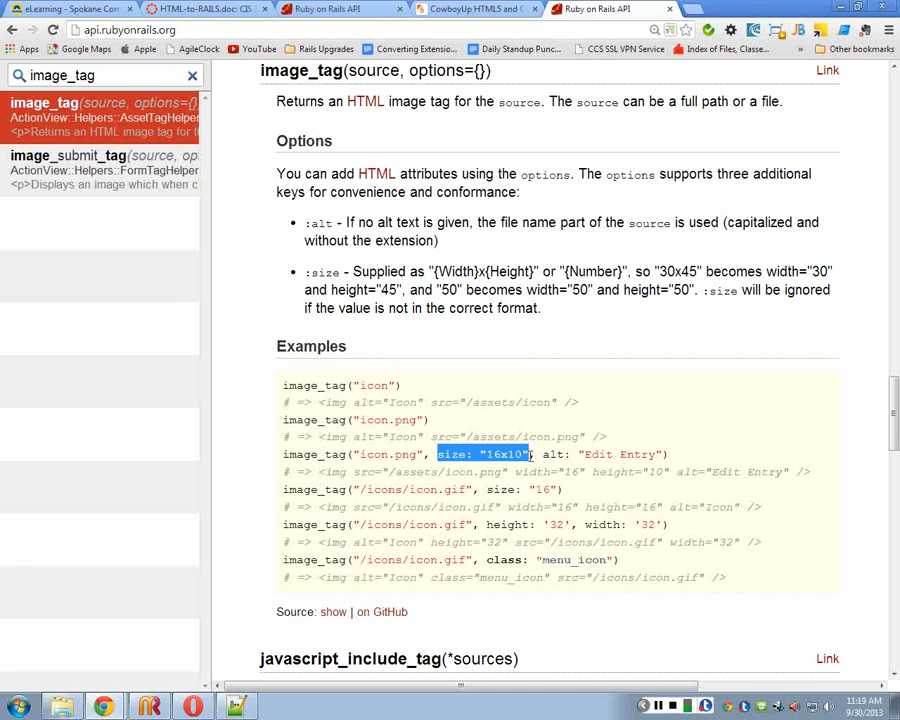 eLearning - Spokane Com
HTML-to-RAILS.doc: CIS
Ruby on Rails API
CowboyUp HTML5 and C
Ruby on Rails API
api.rubyonrails.org
Apps
Google Maps
Airbrake
AgileClock
YouTube
Rails Upgrades
Converting Extensio...
Daily Standup Punc...
CCS SSL VPN Service
Index of Files, Classe...
Other bookmarks
image_tag
image_tag(source, options={})
ActionView::Helpers::AssetTagHelper
<p>Returns an HTML image tag for th
image_submit_tag(source, op
ActionView::Helpers::FormTagHelper
<p>Displays an image which when c
image_tag(source, options={})
Link
Returns an HTML image tag for the source. The source can be a full path or a file.
Options
You can add HTML attributes using the options. The options supports three additional
keys for convenience and conformance:
• :alt - If no alt text is given, the file name part of the source is used (capitalized and
without the extension)
• :size - Supplied as "{Width}x{Height}" or "{Number}", so "30x45" becomes width="30"
and height="45", and "50" becomes width="50" and height="50". :size will be ignored
if the value is not in the correct format.
Examples
image_tag("icon")
# => <img alt="Icon" src="/assets/icon" />
image_tag("icon.png")
# => <img alt="Icon" src="/assets/icon.png" />
image_tag("icon.png", size: "16x10", alt: "Edit Entry")
# => <img src="/assets/icon.png" width="16" height="10" alt="Edit Entry" />
image_tag("/icons/icon.gif", size: "16")
# => <img src="/icons/icon.gif" width="16" height="16" alt="Icon" />
image_tag("/icons/icon.gif", height: '32', width: '32')
# => <img alt="Icon" height="32" src="/icons/icon.gif" width="32" />
image_tag("/icons/icon.gif", class: "menu_icon")
# => <img alt="Icon" class="menu_icon" src="/icons/icon.gif" />
Source: show | on GitHub
javascript_include_tag(*sources)
Link
11:19 AM
9/30/2013